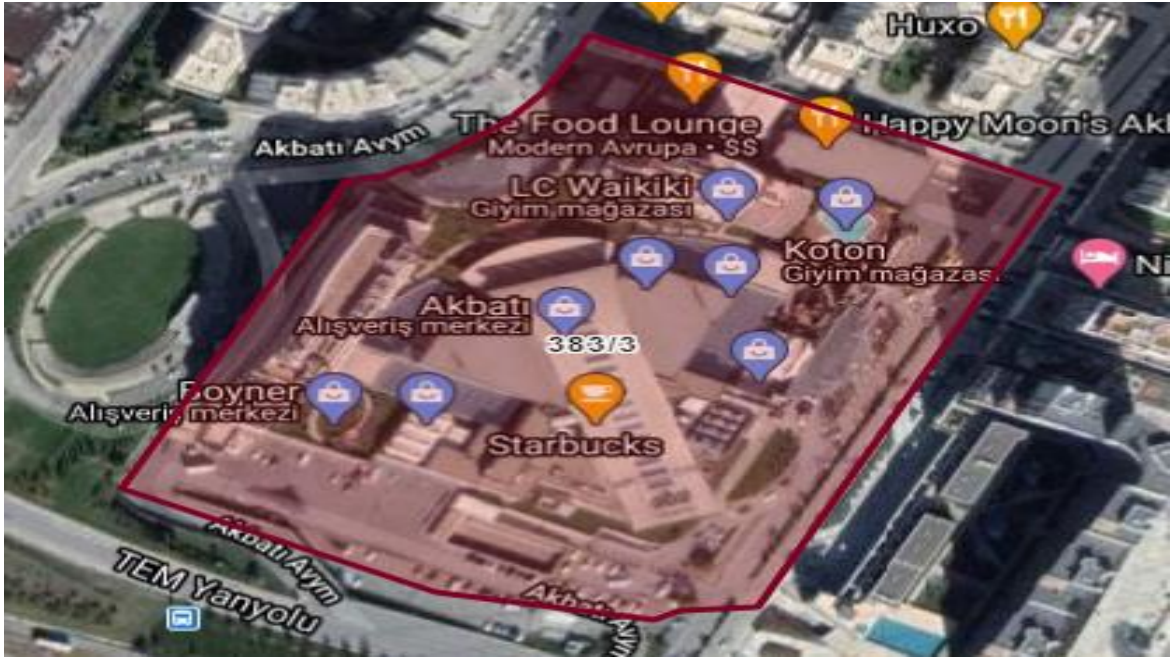 Huxo
The Food Lounge
Modern Avrupa • $$
Happy Moon's Ak
Akbatı Avym
LC Waikiki
Giyim mağazası
Koton
Giyim mağazas
Ni
Akbatı
Alışveriş merkezi
383/3
Boyner
Alışveriş merkezi
Starbucks
Akbatı Avym
TEM Yanyolu
Akbatı Avym